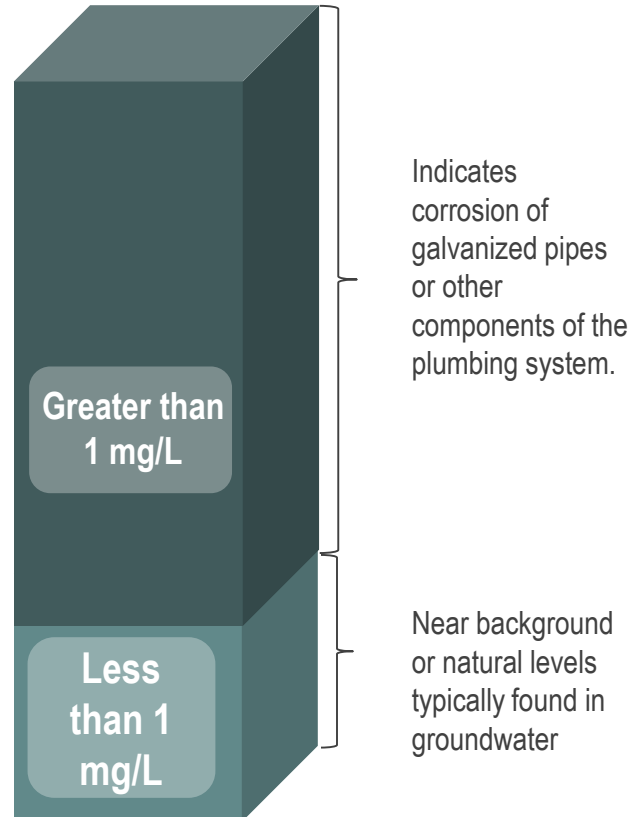 Indicates
corrosion of
galvanized pipes
or other
components of the
plumbing system.
Greater than
1 mg/L
Near background
or natural levels
typically found in
groundwater
Less
than 1
mg/L